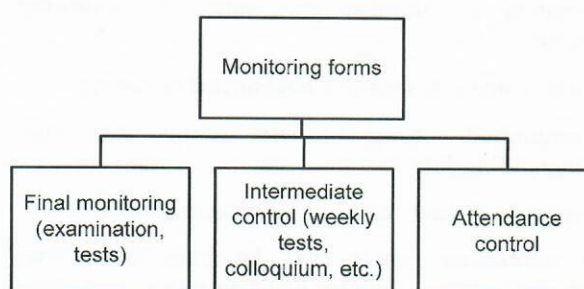 Monitoring forms
Final monitoring
(examination,
tests)
Intermediate
control (weekly
tests,
colloquium, etc.)
Attendance
control